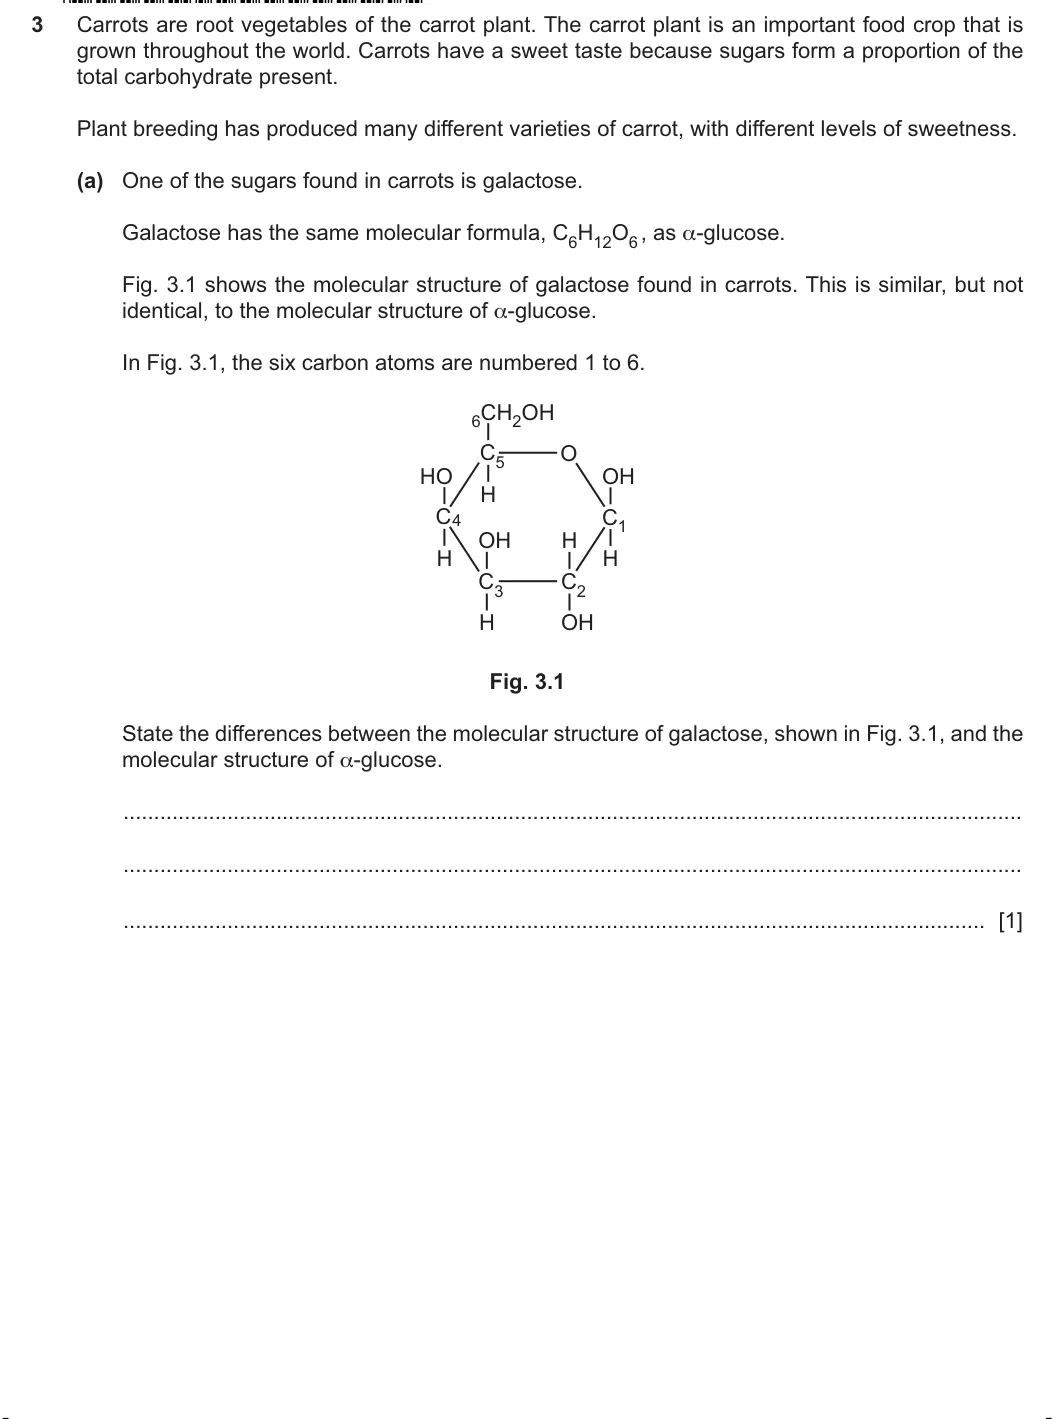 3 Carrots are root vegetables of the carrot plant. The carrot plant is an important food crop that is
grown throughout the world. Carrots have a sweet taste because sugars form a proportion of the
total carbohydrate present.
Plant breeding has produced many different varieties of carrot, with different levels of sweetness.
(a) One of the sugars found in carrots is galactose.
Galactose has the same molecular formula, C6H12O6, as α-glucose.
Fig. 3.1 shows the molecular structure of galactose found in carrots. This is similar, but not
identical, to the molecular structure of α-glucose.
In Fig. 3.1, the six carbon atoms are numbered 1 to 6.
6CH2OH
C5 O
HO OH
H
C4 C1
OH H
H H
C3 C2
H OH
Fig. 3.1
State the differences between the molecular structure of galactose, shown in Fig. 3.1, and the
molecular structure of α-glucose.
..........
..........
.......... [1]